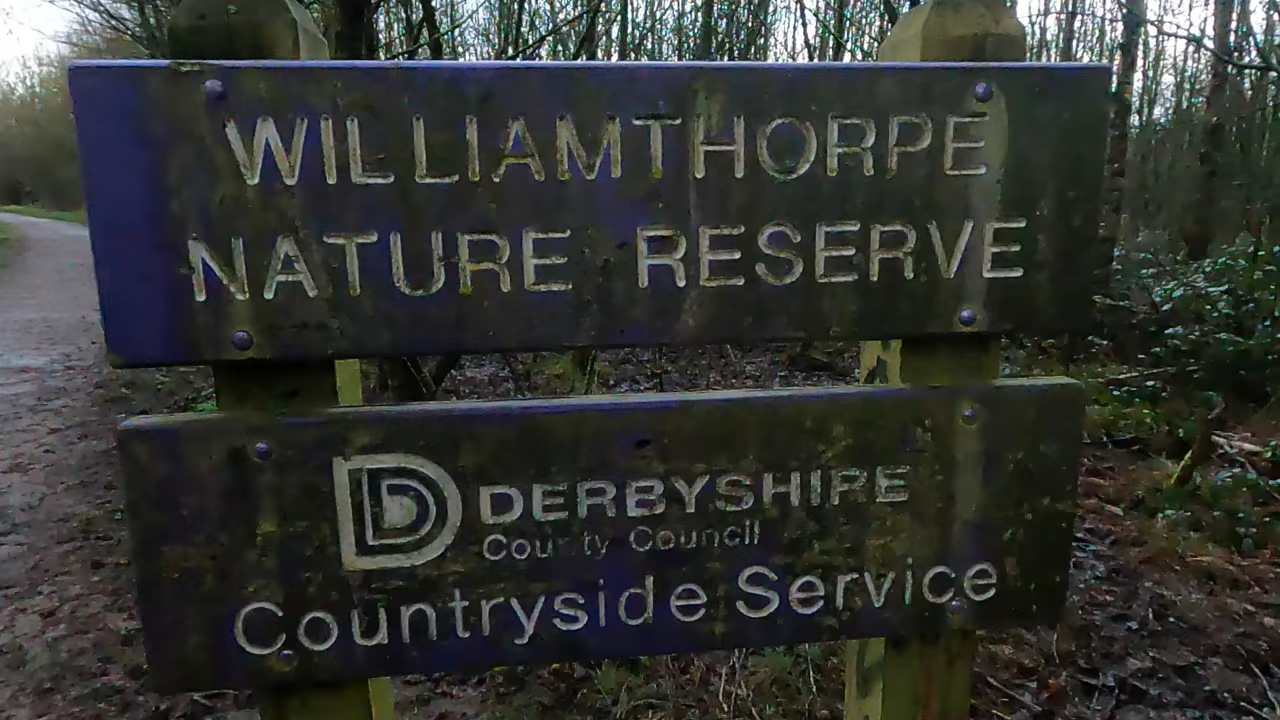 WILLIAMTHORPE
NATURE RESERVE
DERBYSHIRE
County Council
Countryside Service